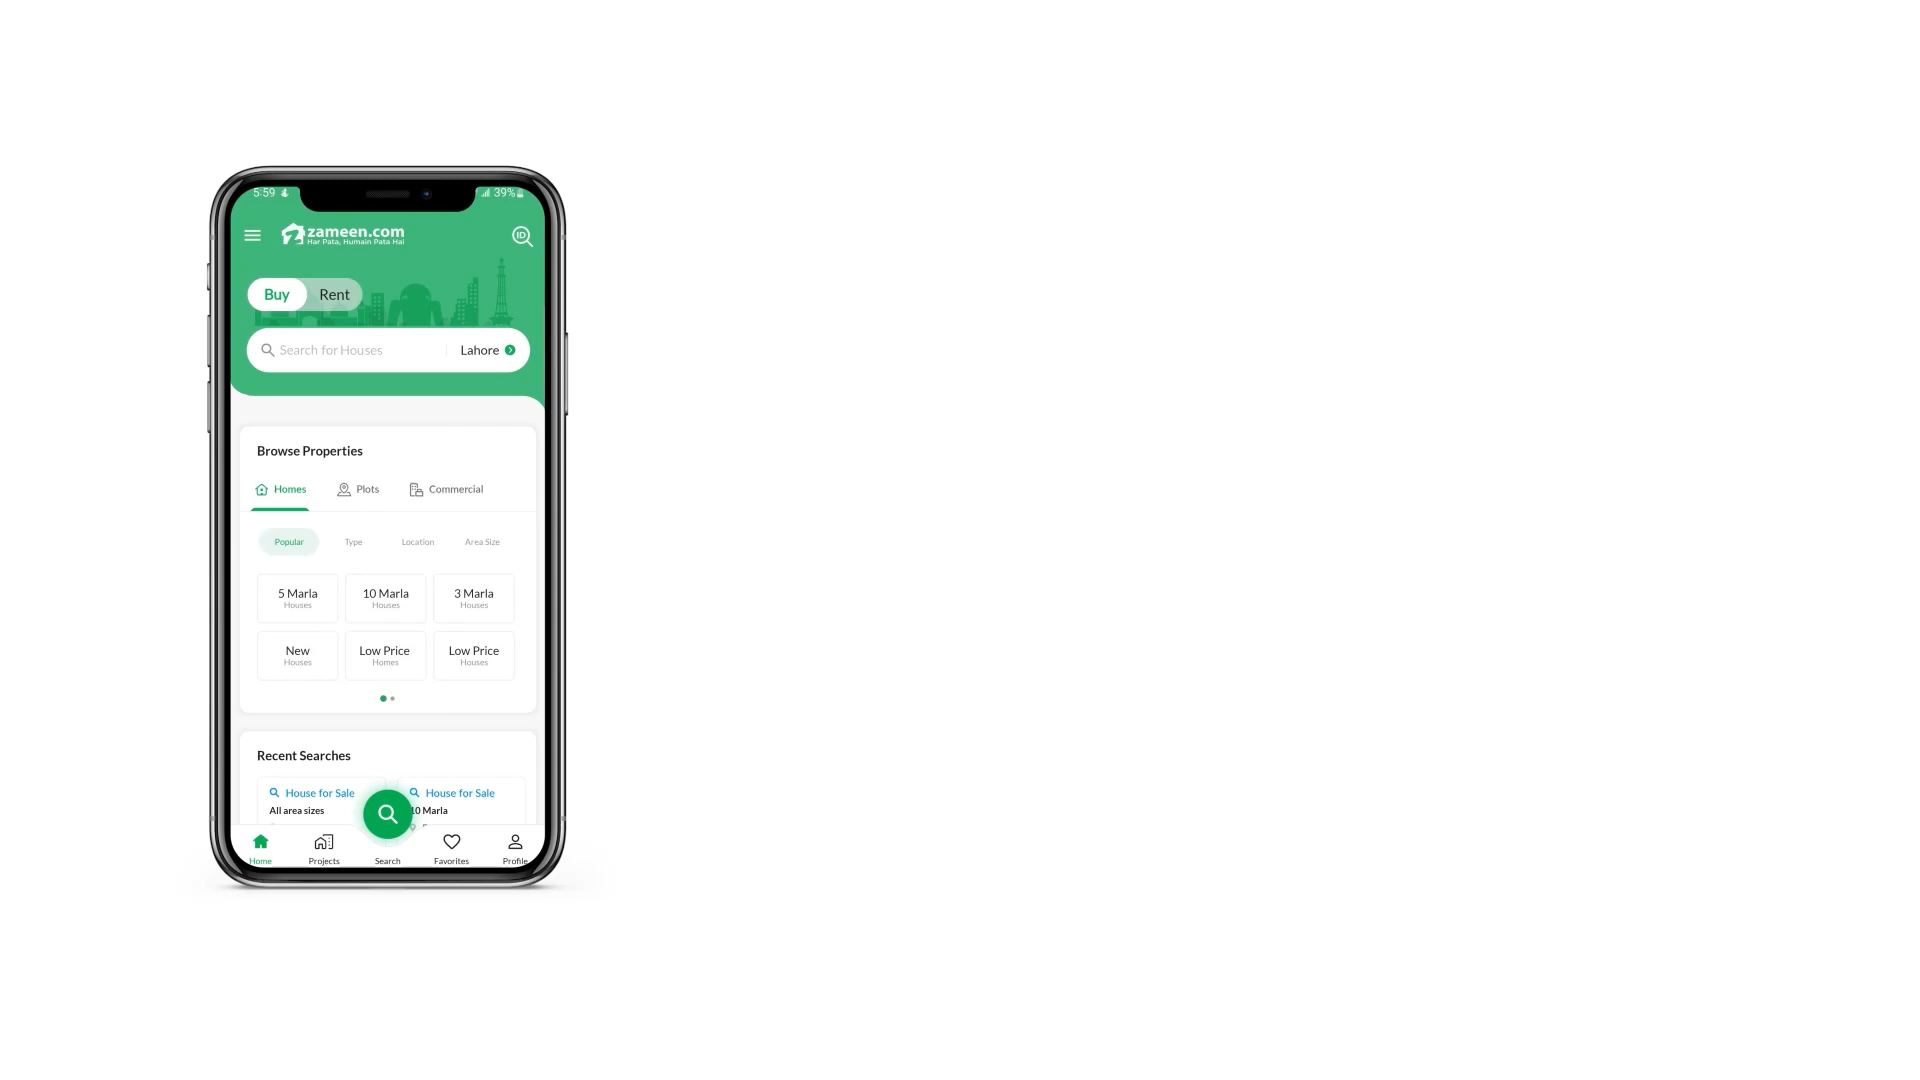 5:59 39%
zameen.com
Har Pata, Humain Pata Hai
ID
Buy Rent
Search for Houses Lahore
Browse Properties
Homes Plots Commercial
Popular Type Location Area Size
5 Marla 10 Marla 3 Marla
Houses Houses Houses
New Low Price Low Price
Houses Homes Houses
Recent Searches
House for Sale House for Sale
All area sizes 10 Marla
Home Projects Search Favorites Profile